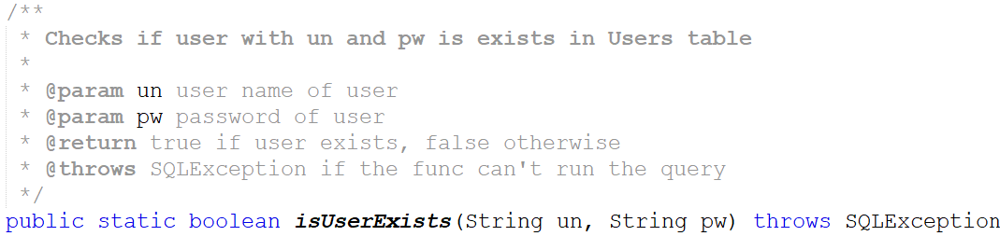 /**
 * Checks if user with un and pw is exists in Users table
 *
 * @param un user name of user
 * @param pw password of user
 * @return true if user exists, false otherwise
 * @throws SQLException if the func can't run the query
 */
public static boolean isUserExists(String un, String pw) throws SQLException